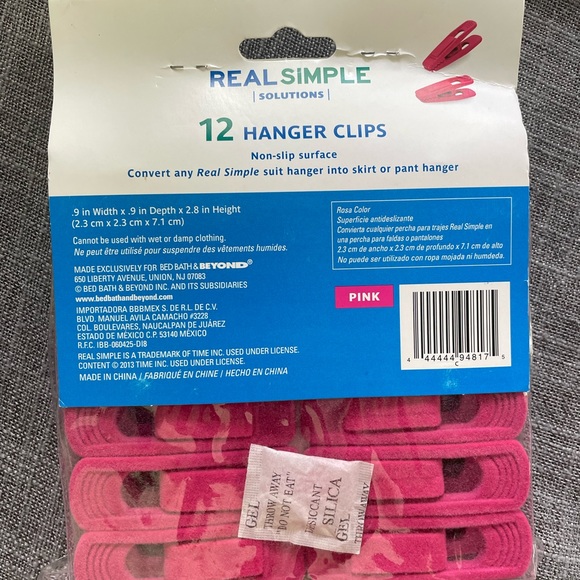 REAL SIMPLE
| SOLUTIONS |
12 HANGER CLIPS
Non-slip surface
Convert any Real Simple suit hanger into skirt or pant hanger
.9 in Width x .9 in Depth x 2.8 in Height
(2.3 cm x 2.3 cm x 7.1 cm)
Cannot be used with wet or damp clothing.
Ne peut être utilisé pour suspendre des vêtements humides.
MADE EXCLUSIVELY FOR BED BATH & BEYOND®
650 LIBERTY AVENUE, UNION, NJ 07083
© BED BATH & BEYOND INC. AND ITS SUBSIDIARIES
www.bedbathandbeyond.com
IMPORTADORA BBBMEX S. DE R.L. DE C.V.
BLVD. MANUEL AVILA CAMACHO #3228
COL. BOULEVARES, NAUCALPAN DE JUÁREZ
ESTADO DE MÉXICO C.P. 53140 MÉXICO
R.F.C. IBB-060425-DI8
REAL SIMPLE IS A TRADEMARK OF TIME INC. USED UNDER LICENSE.
CONTENT © 2013 TIME INC. USED UNDER LICENSE.
MADE IN CHINA / FABRIQUÉ EN CHINE / HECHO EN CHINA
Rosa Color
Superficie antideslizante
Convierta cualquier percha para trajes Real Simple en
una percha para faldas o pantalones
2.3 cm de ancho x 2.3 cm de profundo x 7.1 cm de alto
No puede ser utilizado con ropa mojada ni humdeda.
PINK
4 44444 94817 5
C
GEL
THROW AWAY
"DO NOT EAT"
DESICCANT
SILICA
GEL
THROW AWAY